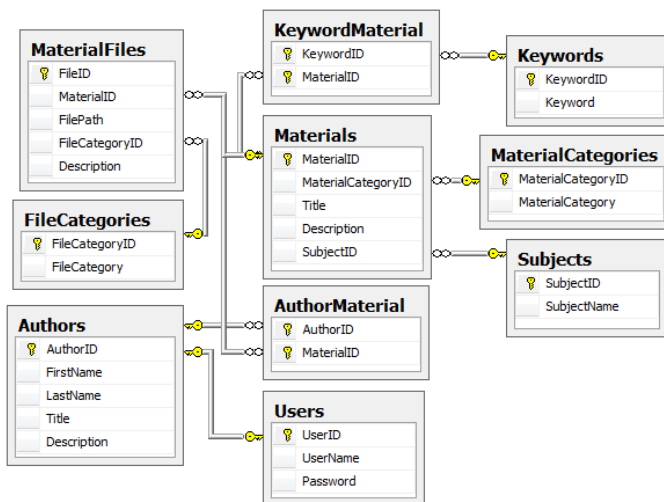 MaterialFiles
FileID
MaterialID
FilePath
FileCategoryID
Description
FileCategories
FileCategoryID
FileCategory
Authors
AuthorID
FirstName
LastName
Title
Description
KeywordMaterial
KeywordID
MaterialID
Materials
MaterialID
MaterialCategoryID
Title
Description
SubjectID
AuthorMaterial
AuthorID
MaterialID
Users
UserID
UserName
Password
Keywords
KeywordID
Keyword
MaterialCategories
MaterialCategoryID
MaterialCategory
Subjects
SubjectID
SubjectName